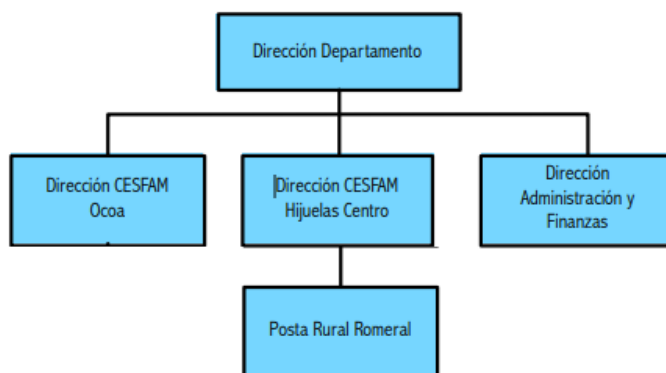 Dirección Departamento
Dirección CESFAM
Ocoa
Dirección CESFAM
Hijuelas Centro
Dirección
Administración y
Finanzas
Posta Rural Romeral